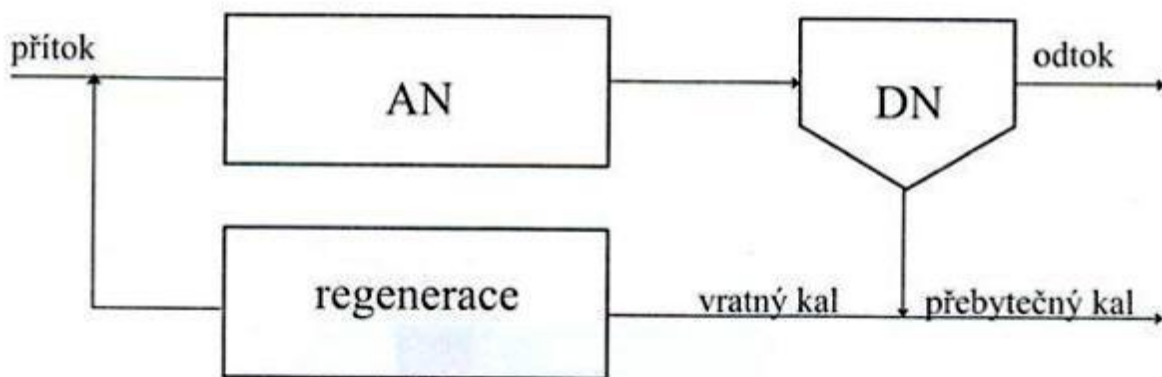 přítok
AN
DN
odtok
regenerace
vratný kal
přebytečný kal